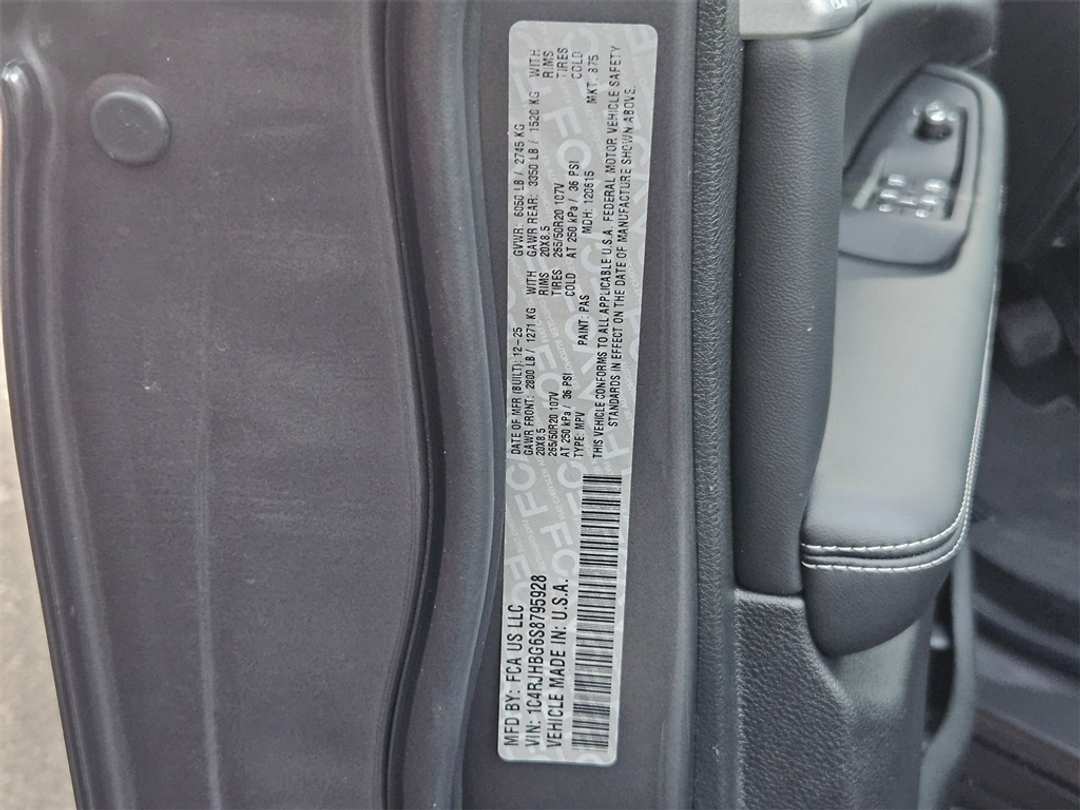 MFD BY: FCA US LLC
VIN: 1C4RJHBG6S8795928
VEHICLE MADE IN: U.S.A.
DATE OF MFR (BUILT): 12-25 GVWR: 6050 LB / 2745 KG
GAWR FRONT: 2800 LB / 1271 KG WITH GAWR REAR: 3350 LB / 1520 KG WITH
20X8.5 RIMS 20X8.5 RIMS
265/50R20 107V TIRES 265/50R20 107V TIRES
AT 250 kPa / 36 PSI COLD AT 250 kPa / 36 PSI COLD
TYPE: MPV PAINT: PAS MDH: 120615 MKT: 875
THIS VEHICLE CONFORMS TO ALL APPLICABLE U.S.A. FEDERAL MOTOR VEHICLE SAFETY
STANDARDS IN EFFECT ON THE DATE OF MANUFACTURE SHOWN ABOVE.